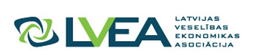 LVEA
LATVIJAS
VESELĪBAS
EKONOMIKAS
ASOCIĀCIJA